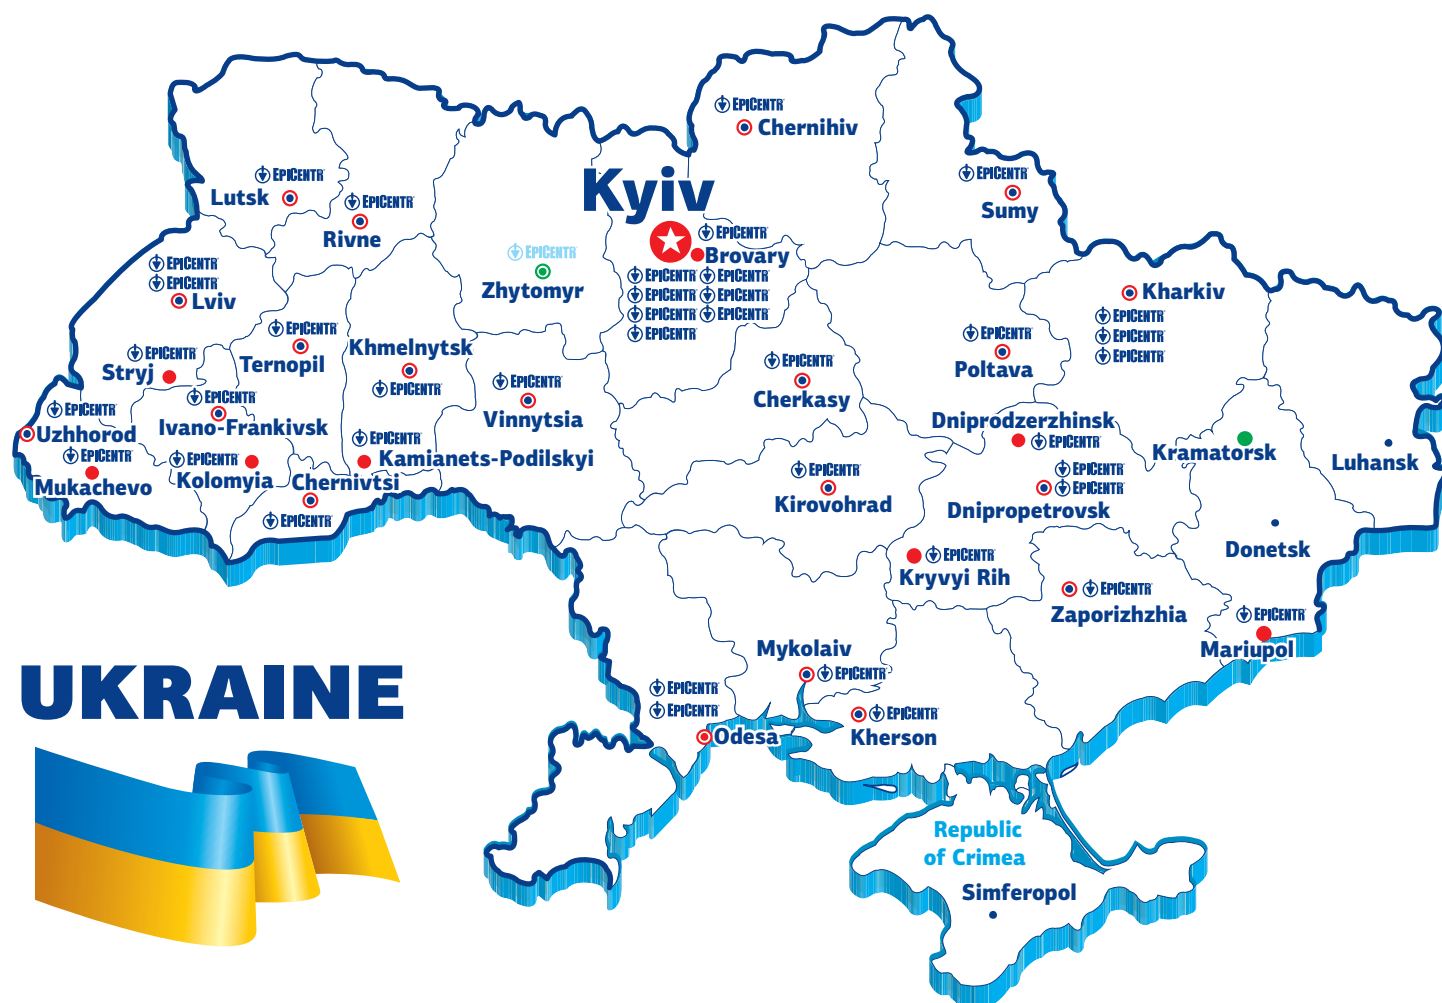 EPICENTR
Chernihiv
EPICENTR
Sumy
EPICENTR
Lutsk
EPICENTR
Rivne
Kyiv
EPICENTR
Brovary
EPICENTR EPICENTR
EPICENTR EPICENTR
EPICENTR EPICENTR
EPICENTR
EPICENTR
Zhytomyr
EPICENTR
EPICENTR
Lviv
Kharkiv
EPICENTR
EPICENTR
EPICENTR
EPICENTR
Ternopil
Khmelnytsk
EPICENTR
EPICENTR
Stryj
EPICENTR
Vinnytsia
EPICENTR
Cherkasy
EPICENTR
Poltava
EPICENTR
Uzhhorod
EPICENTR
Ivano-Frankivsk
EPICENTR
Mukachevo
EPICENTR
Kolomyia
EPICENTR
Kamianets-Podilskyi
Chernivtsi
EPICENTR
EPICENTR
Kirovohrad
Dniprodzerzhinsk
EPICENTR
EPICENTR
EPICENTR
Dnipropetrovsk
Kramatorsk
Luhansk
Donetsk
EPICENTR
Kryvyi Rih
EPICENTR
Zaporizhzhia
EPICENTR
Mariupol
Mykolaiv
EPICENTR
EPICENTR
EPICENTR
Odesa
EPICENTR
Kherson
UKRAINE
Republic
of Crimea
Simferopol